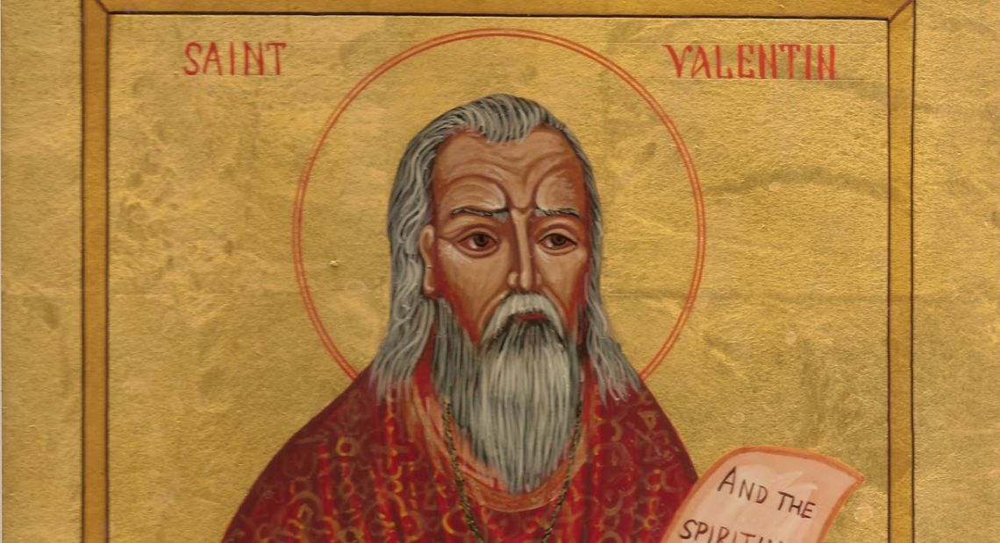 SAINT VALENTIN
AND THE